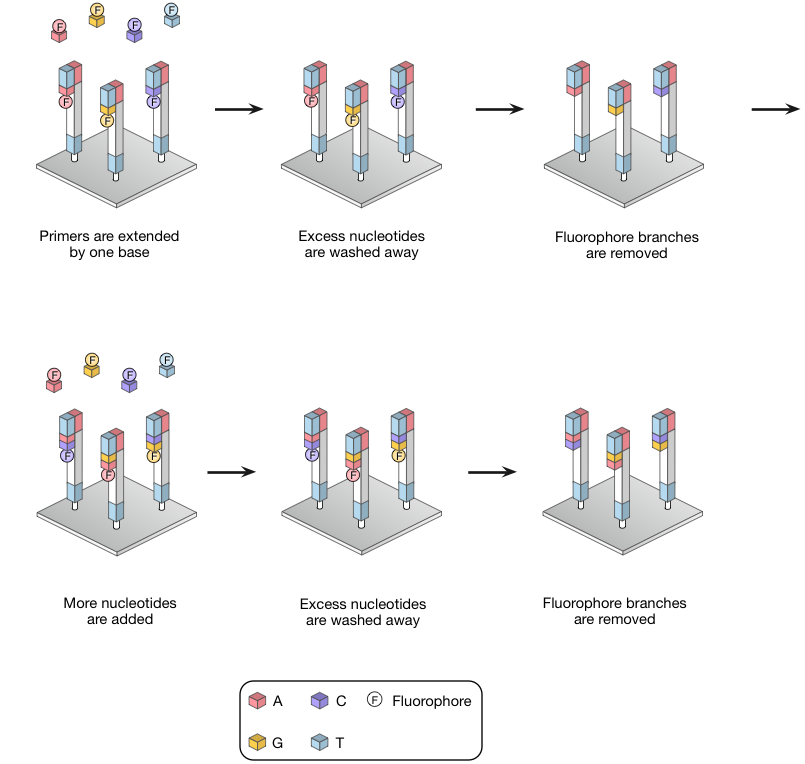 F F F F
F F F
F F F
Primers are extended
by one base
Excess nucleotides
are washed away
Fluorophore branches
are removed
F F F F
F F F
F F F
More nucleotides
are added
Excess nucleotides
are washed away
Fluorophore branches
are removed
A C F Fluorophore
G T